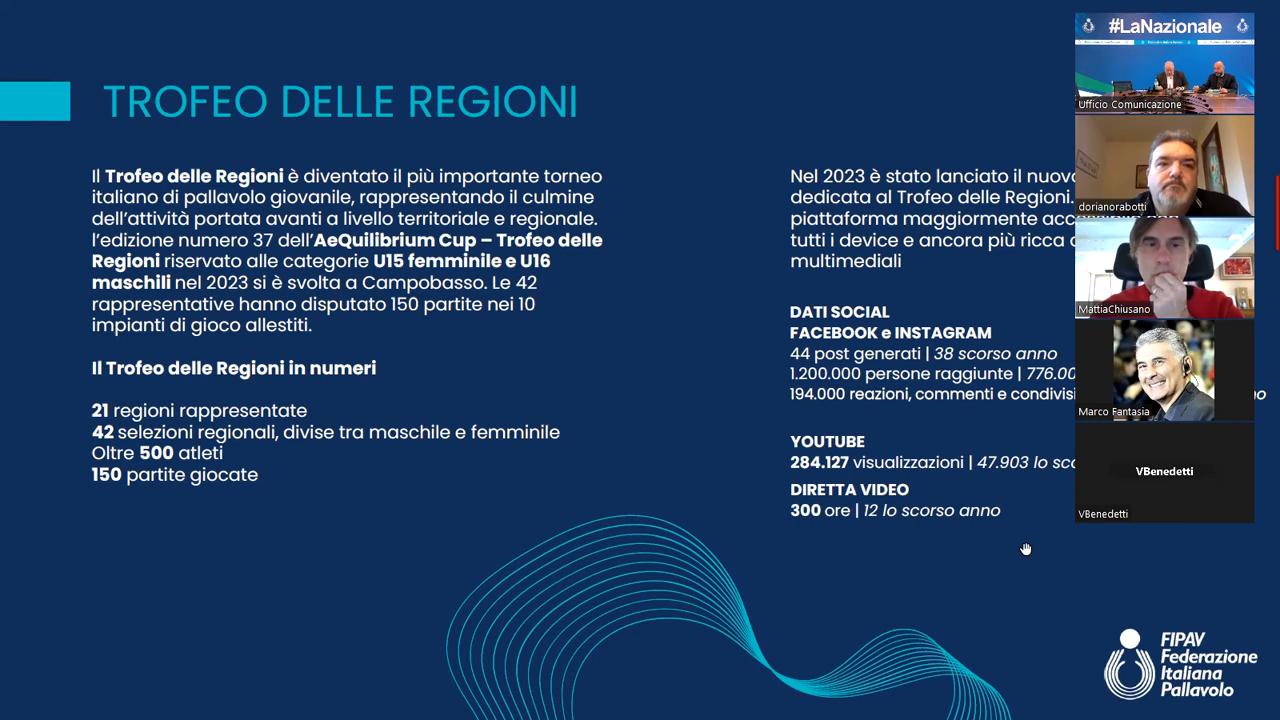 TROFEO DELLE REGIONI
Il Trofeo delle Regioni è diventato il più importante torneo
italiano di pallavolo giovanile, rappresentando il culmine
dell’attività portata avanti a livello territoriale e regionale.
l’edizione numero 37 dell’AeQuilibrium Cup – Trofeo delle
Regioni riservato alle categorie U15 femminile e U16
maschili nel 2023 si è svolta a Campobasso. Le 42
rappresentative hanno disputato 150 partite nei 10
impianti di gioco allestiti.
Il Trofeo delle Regioni in numeri
21 regioni rappresentate
42 selezioni regionali, divise tra maschile e femminile
Oltre 500 atleti
150 partite giocate
Nel 2023 è stato lanciato il nuovo
dedicata al Trofeo delle Regioni.
piattaforma maggiormente
tutti i device e ancora più ricca
multimediali
DATI SOCIAL
FACEBOOK e INSTAGRAM
44 post generati | 38 scorso anno
1.200.000 persone raggiunte |
194.000 reazioni, commenti e
YOUTUBE
284.127 visualizzazioni | 47.903 lo
DIRETTA VIDEO
300 ore | 12 lo scorso anno
#LaNazionale
Ufficio Comunicazione
dorianorabotti
MattiaChiusano
Marco Fantasia
VBenedetti
VBenedetti
FIPAV
Federazione
Italiana
Pallavolo